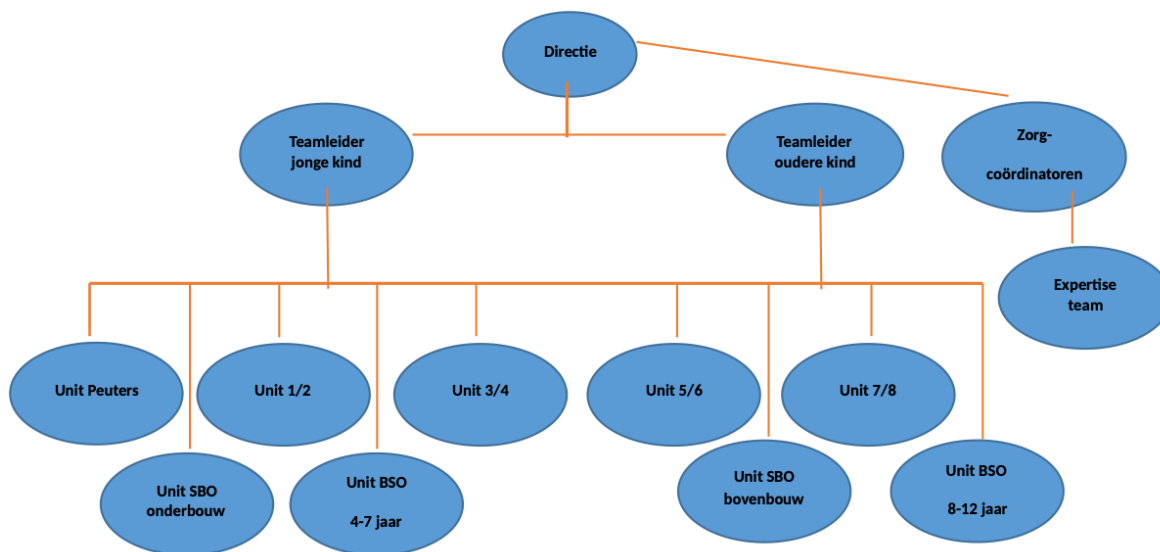 Directie
Teamleider
jonge kind
Teamleider
oudere kind
Zorg-
coördinatoren
Expertise
team
Unit Peuters
Unit 1/2
Unit 3/4
Unit 5/6
Unit 7/8
Unit SBO
onderbouw
Unit BSO
4-7 jaar
Unit SBO
bovenbouw
Unit BSO
8-12 jaar